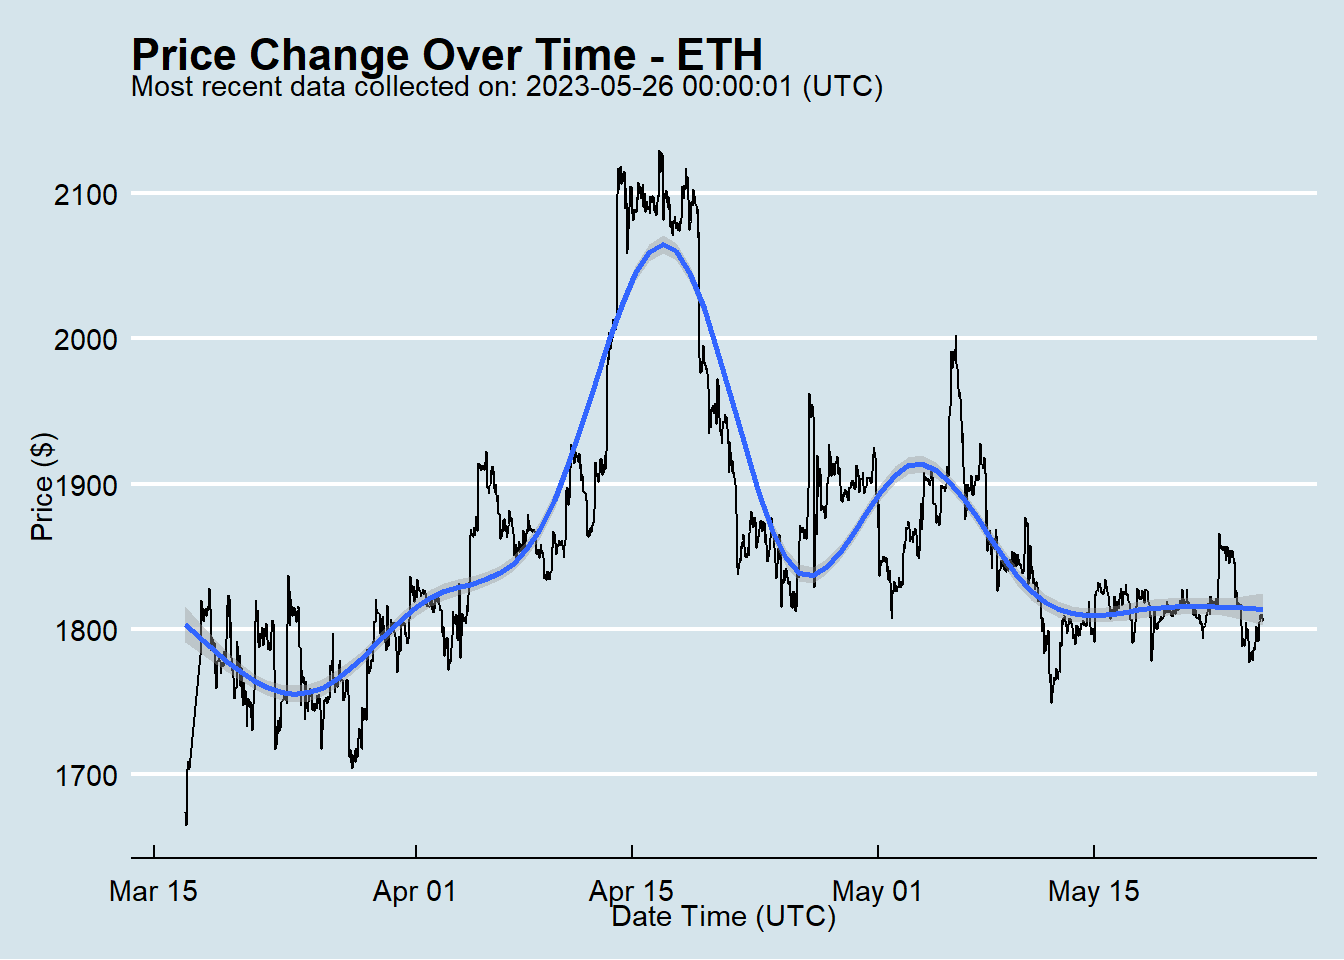 Price Change Over Time - ETH
Most recent data collected on: 2023-05-26 00:00:01 (UTC)
2100
2000
1900
1800
1700
Price ($)
Mar 15
Apr 01
Apr 15
May 01
May 15
Date Time (UTC)